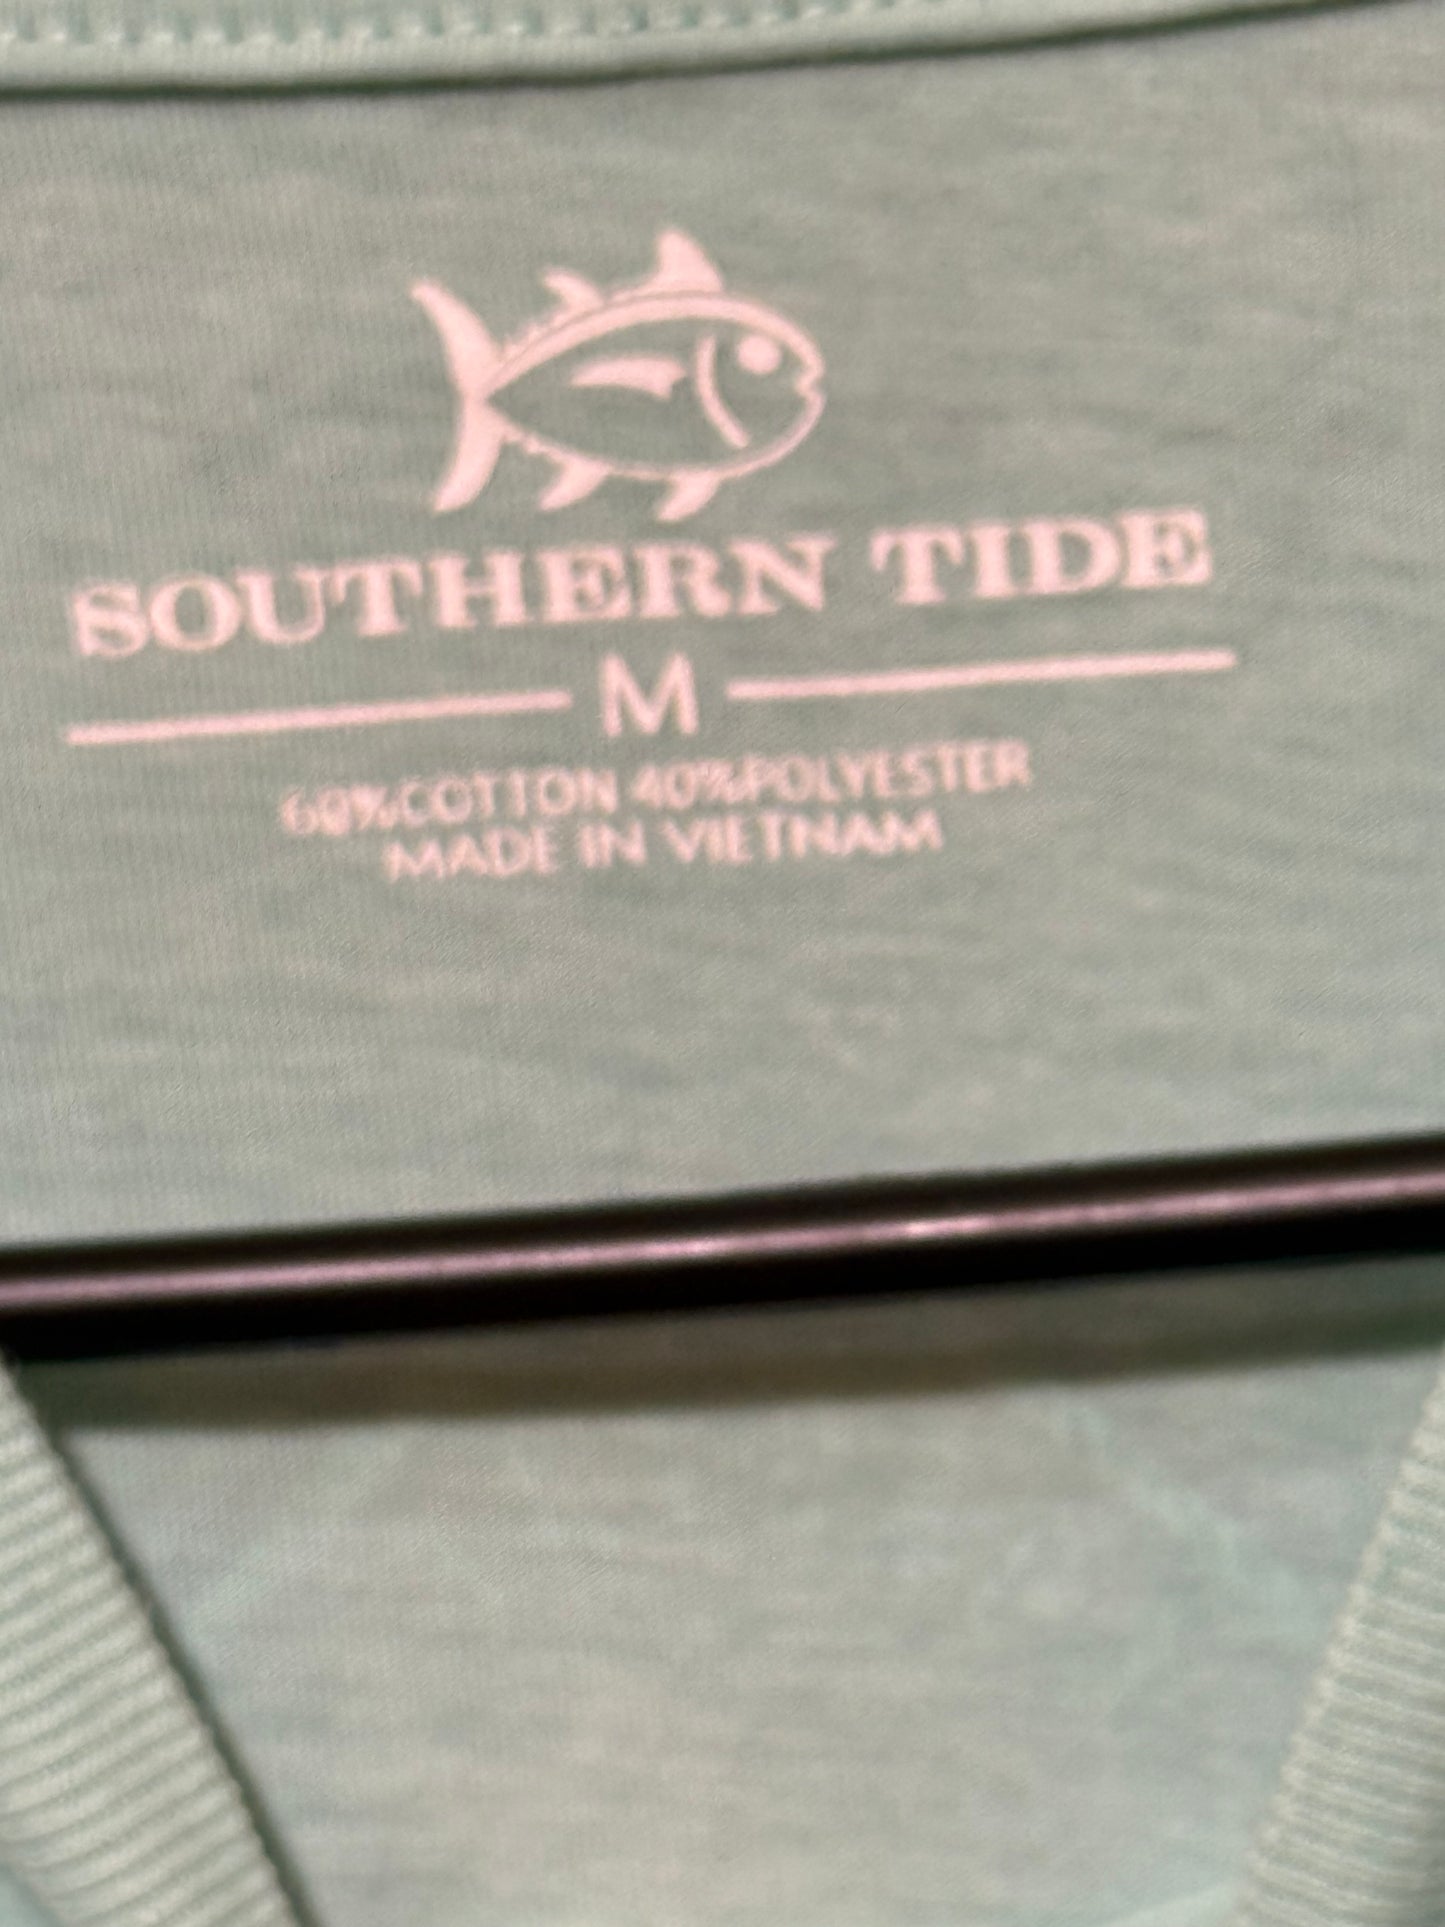 SOUTHERN TIDE
M
60%COTTON 40%POLYESTER
MADE IN VIETNAM